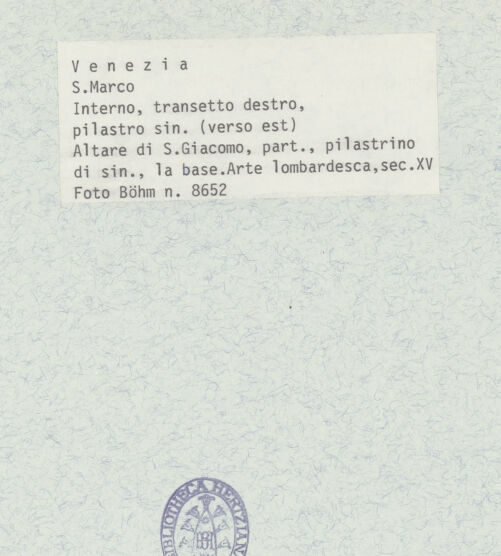 V e n e z i a
S.Marco
Interno, transetto destro,
pilastro sin. (verso est)
Altare di S.Giacomo, part., pilastrino
di sin., la base.Arte lombardesca,sec.XV
Foto Böhm n. 8652
BIBLIOTHECA HERTZIANA